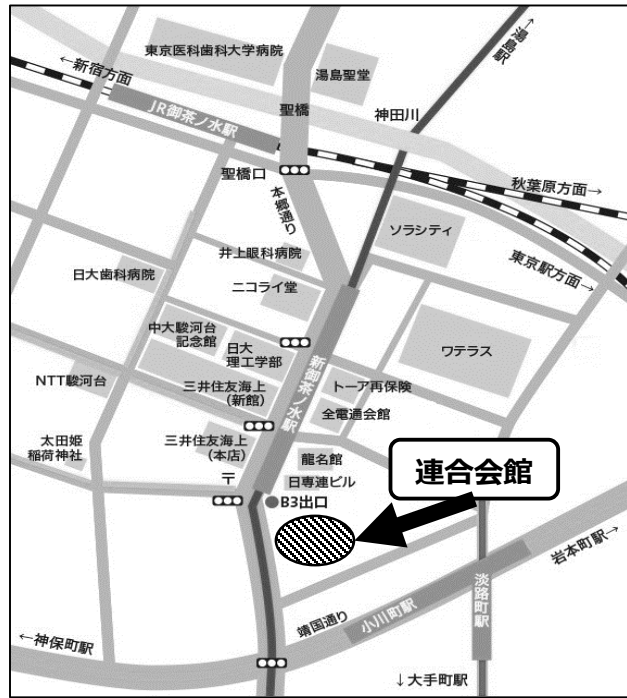 東京医科歯科大学病院
湯島聖堂
→湯島駅
←新宿方面
JR御茶ノ水駅
聖橋
神田川
聖橋口
本郷通り
秋葉原方面→
ソラシティ
東京駅方面→
井上眼科病院
日大歯科病院
ニコライ堂
中大駿河台
記念館
日大
理工学部
新御茶ノ水駅
ワテラス
NTT駿河台
三井住友海上
(新館)
トーア再保険
全電通会館
太田姫
稲荷神社
三井住友海上
(本店)
龍名館
連合会館
〒
日専連ビル
B3出口
岩本町駅→
淡路町駅
小川町駅
靖国通り
←神保町駅
↓大手町駅